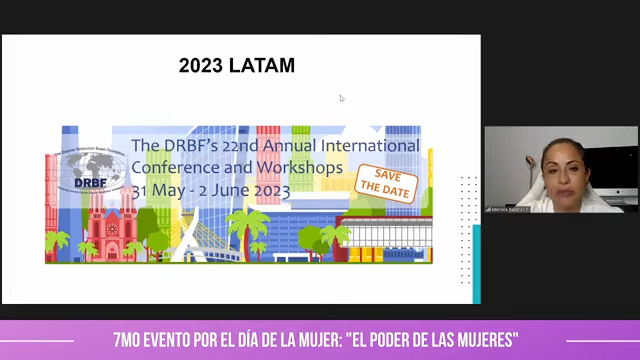 2023 LATAM
The DRBF's 22nd Annual International
Conference and Workshops
31 May - 2 June 2023
SAVE
THE DATE
DRBF
7MO EVENTO POR EL DÍA DE LA MUJER: "EL PODER DE LAS MUJERES"